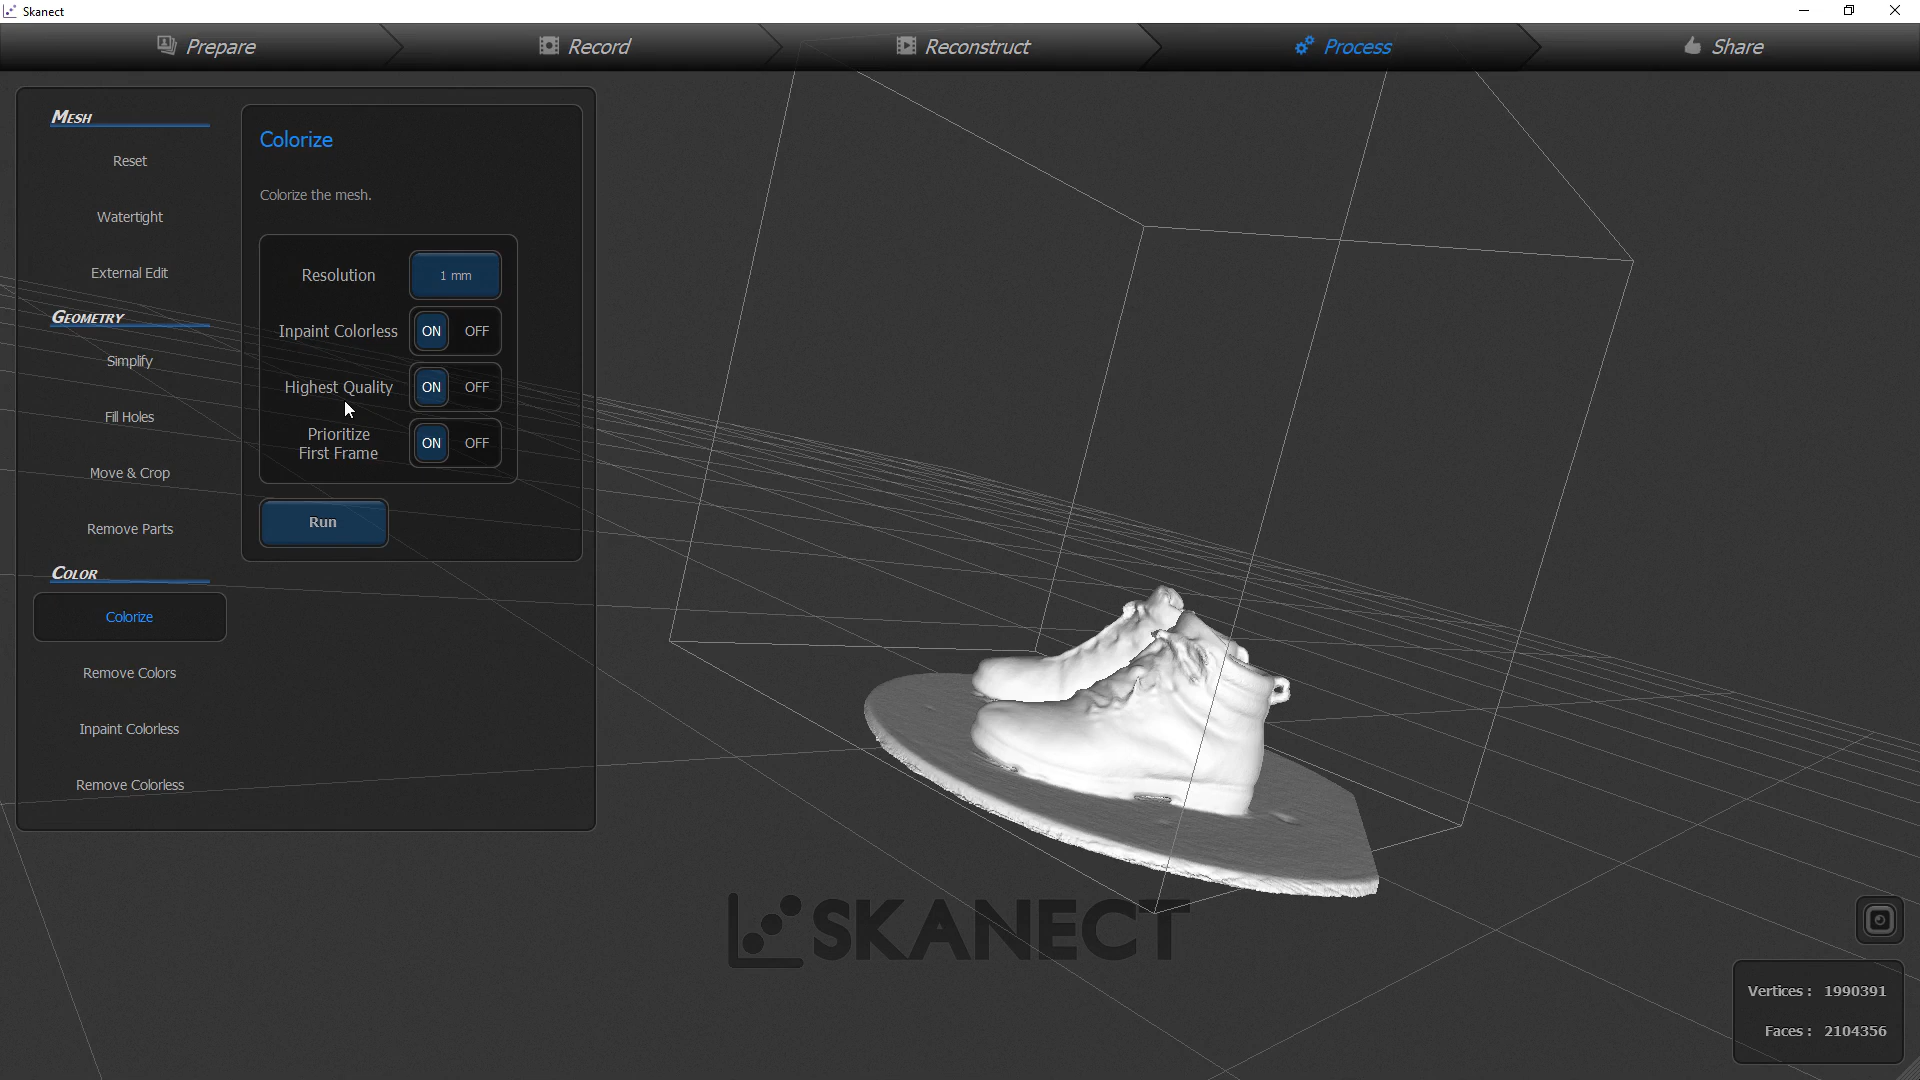 Skanect
Prepare
Record
Reconstruct
Process
Share
MESH
Reset
Watertight
External Edit
GEOMETRY
Simplify
Fill Holes
Move & Crop
Remove Parts
COLOR
Colorize
Remove Colors
Inpaint Colorless
Remove Colorless
Colorize
Colorize the mesh.
Resolution 1 mm
Inpaint Colorless ON OFF
Highest Quality ON OFF
Prioritize
First Frame ON OFF
Run
SKANECT
Vertices : 1990391
Faces : 2104356